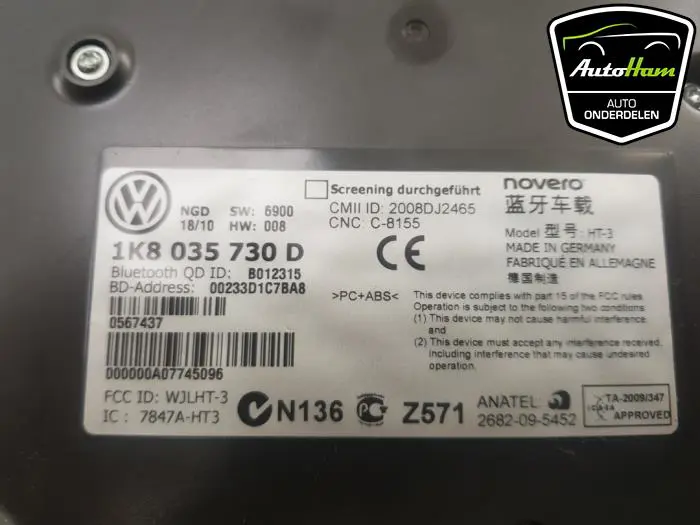 AutoHam
AUTO
ONDERDELEN
NGD SW: 6900
18/10 HW: 008
1K8 035 730 D
Bluetooth QD ID: B012315
BD-Address: 00233D1C7BA8
0567437
000000A07745096
FCC ID: WJLHT-3
IC : 7847A-HT3
Screening durchgeführt
CMII ID: 2008DJ2465
CNC: C-8155
CE
>PC+ABS<
novero
蓝牙车载
Model 型号: HT-3
MADE IN GERMANY
FABRIQUÉ EN ALLEMAGNE
德国制造
This device complies with part 15 of the FCC rules
Operation is subject to the following two conditions
(1) This device may not cause harmful interference
and
(2) This device must accept any interference received,
Including interference that may cause undesired
operation.
N136
Z571
ANATEL:
2682-09-5452
TA-2009/347
ICASA
APPROVED